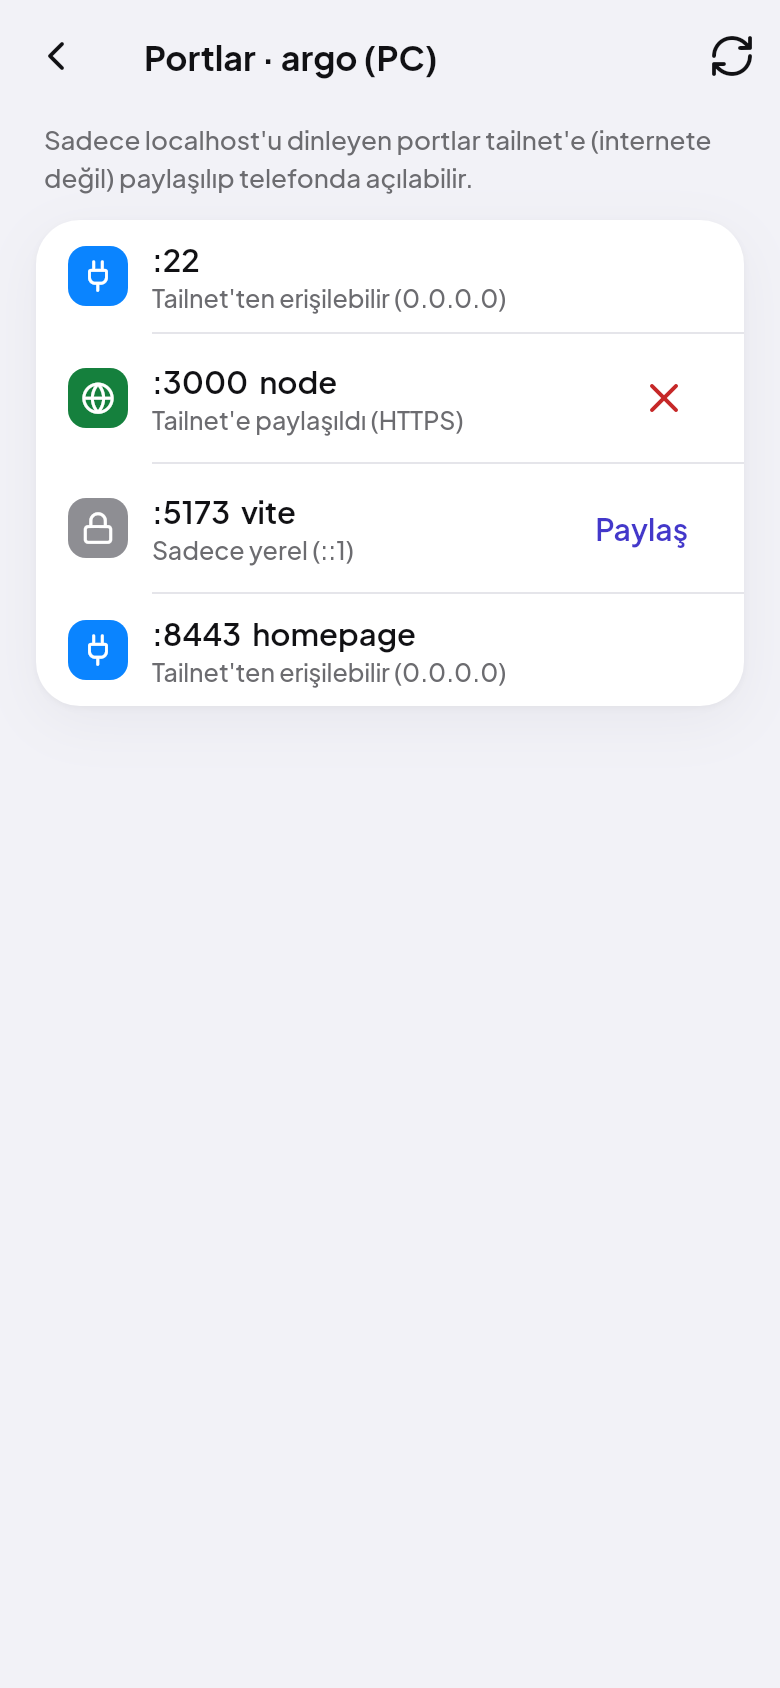 Portlar · argo (PC)
Sadece localhost'u dinleyen portlar tailnet'e (internete
değil) paylaşılıp telefonda açılabilir.
:22
Tailnet'ten erişilebilir (0.0.0.0)
:3000 node
Tailnet'e paylaşıldı (HTTPS)
:5173 vite
Sadece yerel (::1)
Paylaş
:8443 homepage
Tailnet'ten erişilebilir (0.0.0.0)